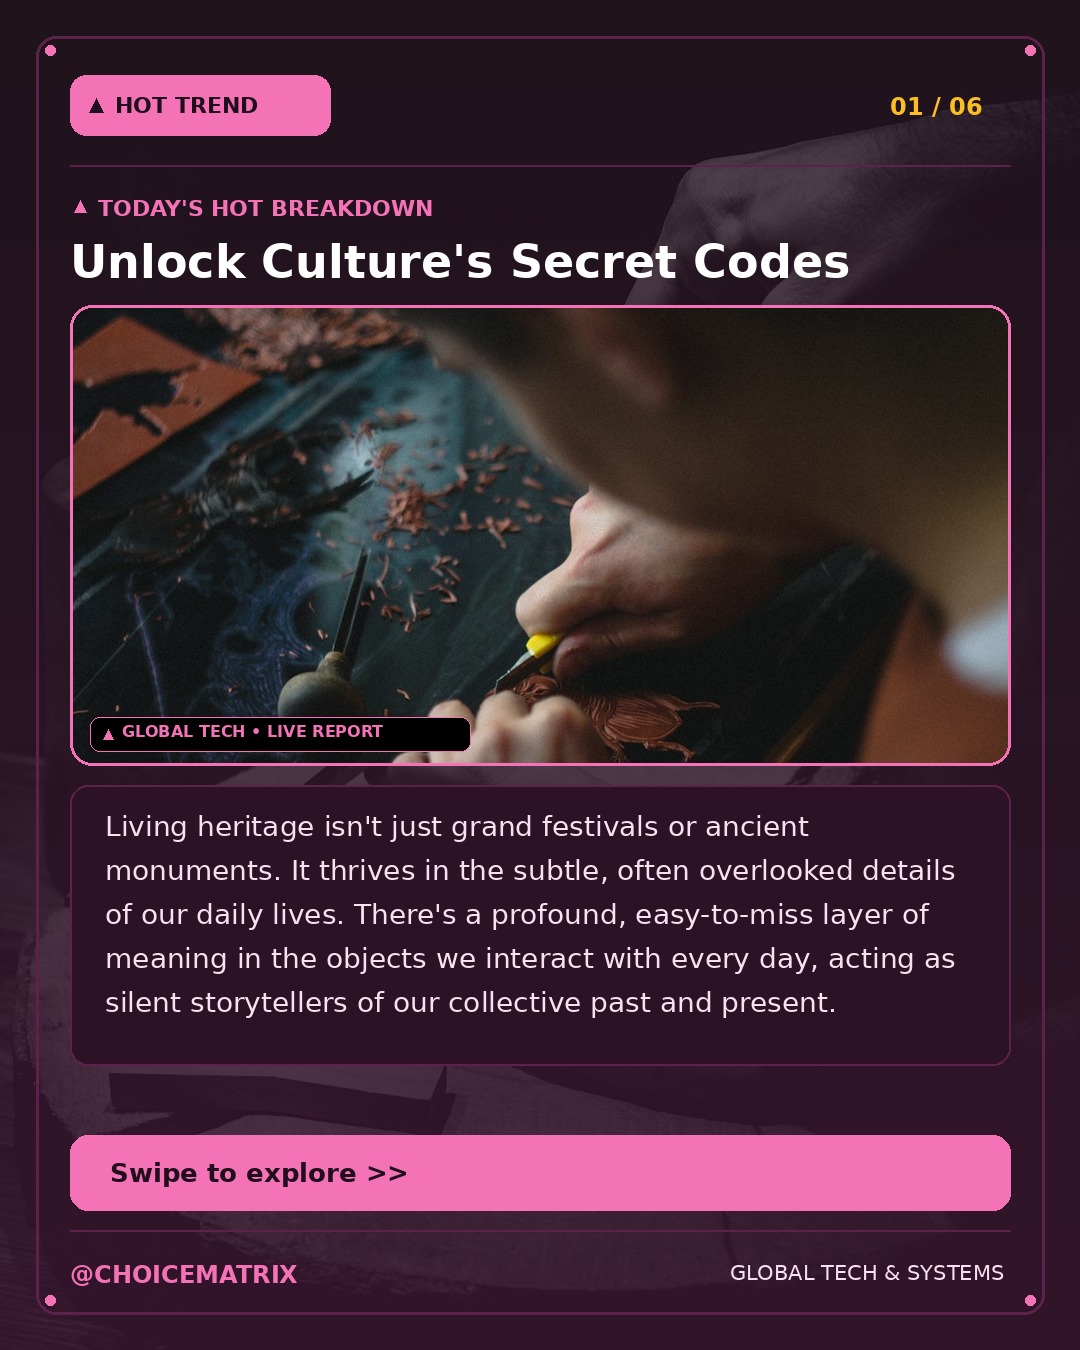 ▲ HOT TREND
01 / 06
▲ TODAY'S HOT BREAKDOWN
Unlock Culture's Secret Codes
▲ GLOBAL TECH • LIVE REPORT
Living heritage isn't just grand festivals or ancient
monuments. It thrives in the subtle, often overlooked details
of our daily lives. There's a profound, easy-to-miss layer of
meaning in the objects we interact with every day, acting as
silent storytellers of our collective past and present.
Swipe to explore >>
@CHOICEMATRIX
GLOBAL TECH & SYSTEMS